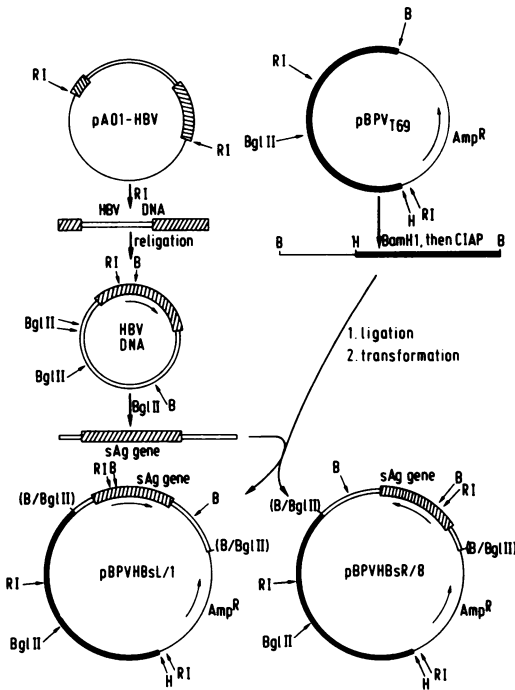 B
RI
RI
pA01-HBV
pBPVT69
Bgl II
AmpR
RI
RI
H
RI
HBV DNA
religation
BamH1, then CIAP
B
H
B
RI
B
Bgl II
HBV
DNA
Bgl II
B
1. ligation
2. transformation
Bgl II
sAg gene
RI
B
sAg gene
(B/Bgl II)
B
(B/Bgl II)
pBPVHBsL/1
RI
Bgl II
AmpR
RI
H
sAg gene
B
B
RI
(B/Bgl II)
(B/Bgl II)
pBPVHBsR/8
RI
Bgl II
AmpR
RI
H